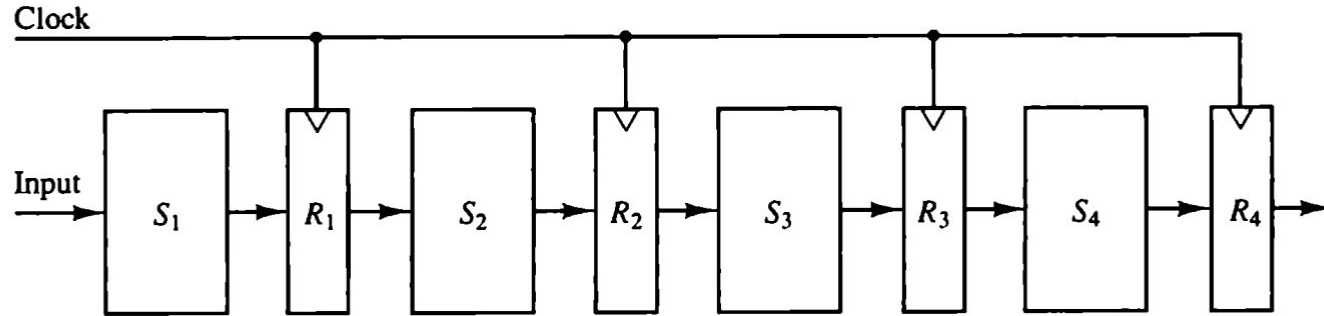 Clock
Input
S₁ R₁ S₂ R₂ S₃ R₃ S₄ R₄